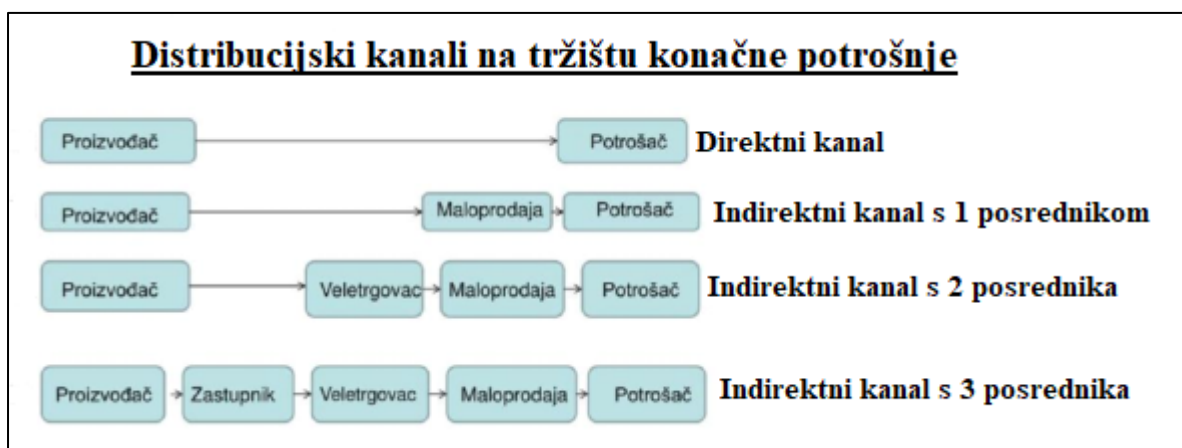 Distribucijski kanali na tržištu konačne potrošnje
Proizvođač Potrošač Direktni kanal
Proizvođač Maloprodaja Potrošač Indirektni kanal s 1 posrednikom
Proizvođač Veletrgovac Maloprodaja Potrošač Indirektni kanal s 2 posrednika
Proizvođač Zastupnik Veletrgovac Maloprodaja Potrošač Indirektni kanal s 3 posrednika